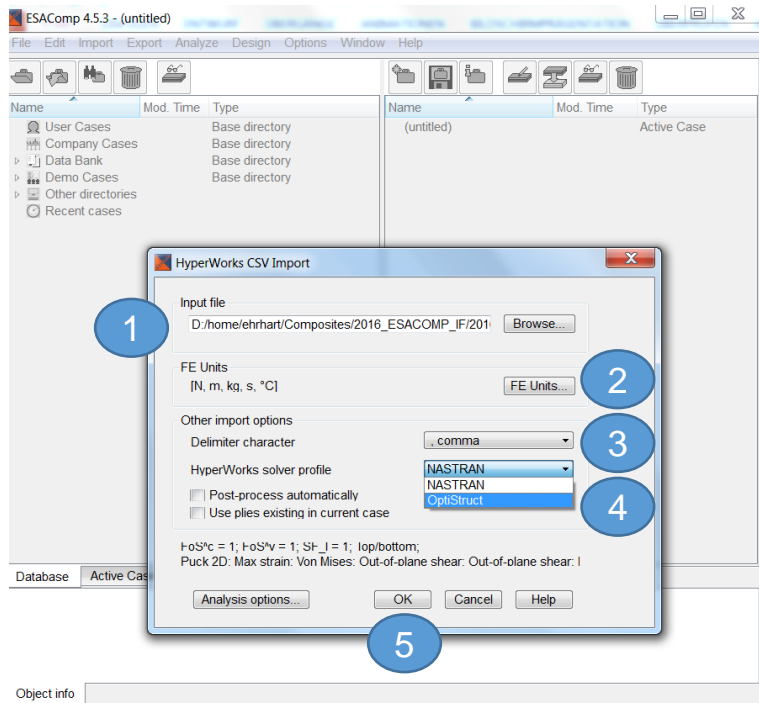 ESAComp 4.5.3 - (untitled)
File Edit Import Export Analyze Design Options Window Help
Name Mod. Time Type
User Cases Base directory
Company Cases Base directory
Data Bank Base directory
Demo Cases Base directory
Other directories
Recent cases
Name Mod. Time Type
(untitled) Active Case
HyperWorks CSV Import
Input file
1
D:/home/ehrhart/Composites/2016_ESACOMP_IF/201 Browse...
FE Units
[N, m, kg, s, °C] FE Units...
2
Other import options
Delimiter character , comma
3
HyperWorks solver profile NASTRAN
NASTRAN
OptiStruct
4
Post-process automatically
Use plies existing in current case
FoS^c = 1; FoS^v = 1; SF_I = 1; Top/bottom;
Puck 2D: Max strain: Von Mises: Out-of-plane shear: Out-of-plane shear: I
Analysis options... OK Cancel Help
5
Database Active Cas
Object info